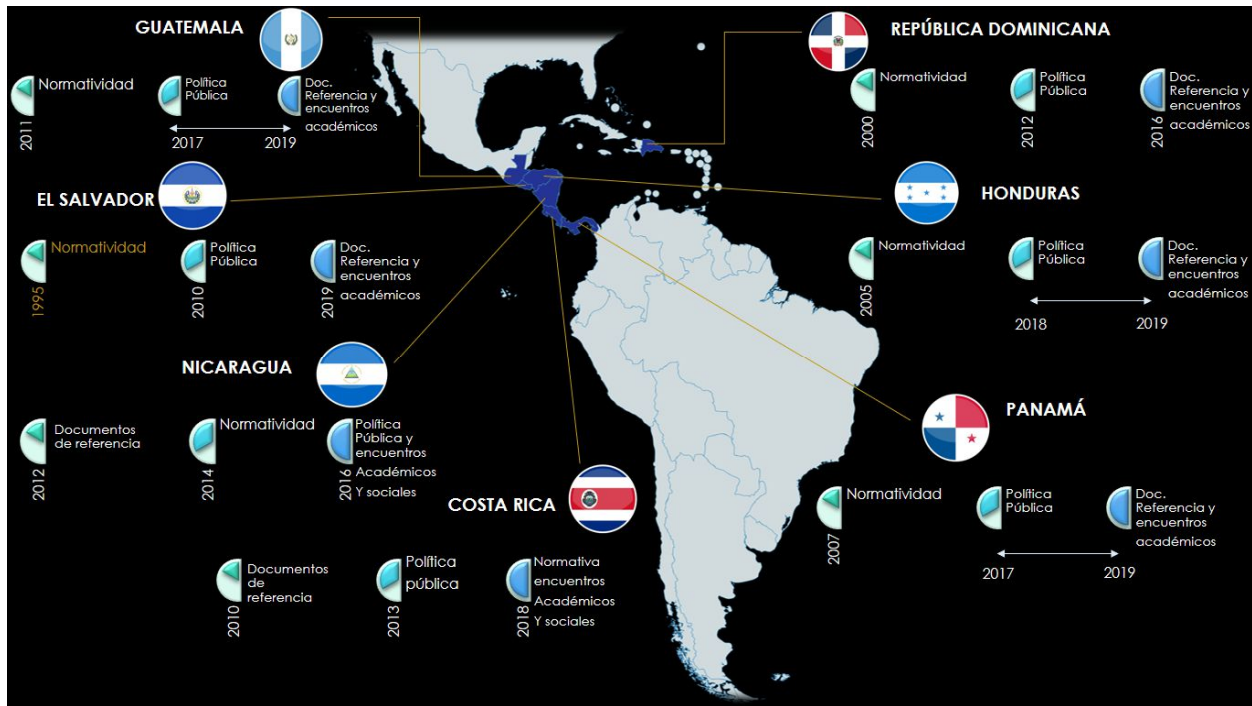 GUATEMALA
Normatividad
2011
Política
Pública
2017
Doc.
Referencia y
encuentros
académicos
2019
REPÚBLICA DOMINICANA
Normatividad
2000
Política
Pública
2012
Doc.
Referencia y
encuentros
académicos
2016
EL SALVADOR
Normatividad
1995
Política
Pública
2010
Doc.
Referencia y
encuentros
académicos
2019
HONDURAS
Normatividad
2005
Política
Pública
2018
Doc.
Referencia y
encuentros
académicos
2019
NICARAGUA
Documentos
de referencia
2012
Normatividad
2014
Política
Pública y
encuentros
Académicos
Y sociales
2016
PANAMÁ
Normatividad
2007
Política
Pública
2017
Doc.
Referencia y
encuentros
académicos
2019
COSTA RICA
Documentos
de
referencia
2010
Política
pública
2013
Normativa
encuentros
Académicos
Y sociales
2018